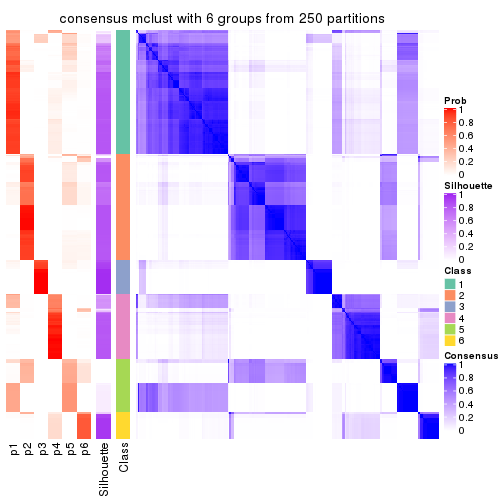 consensus mclust with 6 groups from 250 partitions
Prob
1
0.8
0.6
0.4
0.2
0
Silhouette
1
0.8
0.6
0.4
0.2
0
Class
1
2
3
4
5
6
Consensus
1
0.8
0.6
0.4
0.2
0
p1
p2
p3
p4
p5
p6
Silhouette
Class